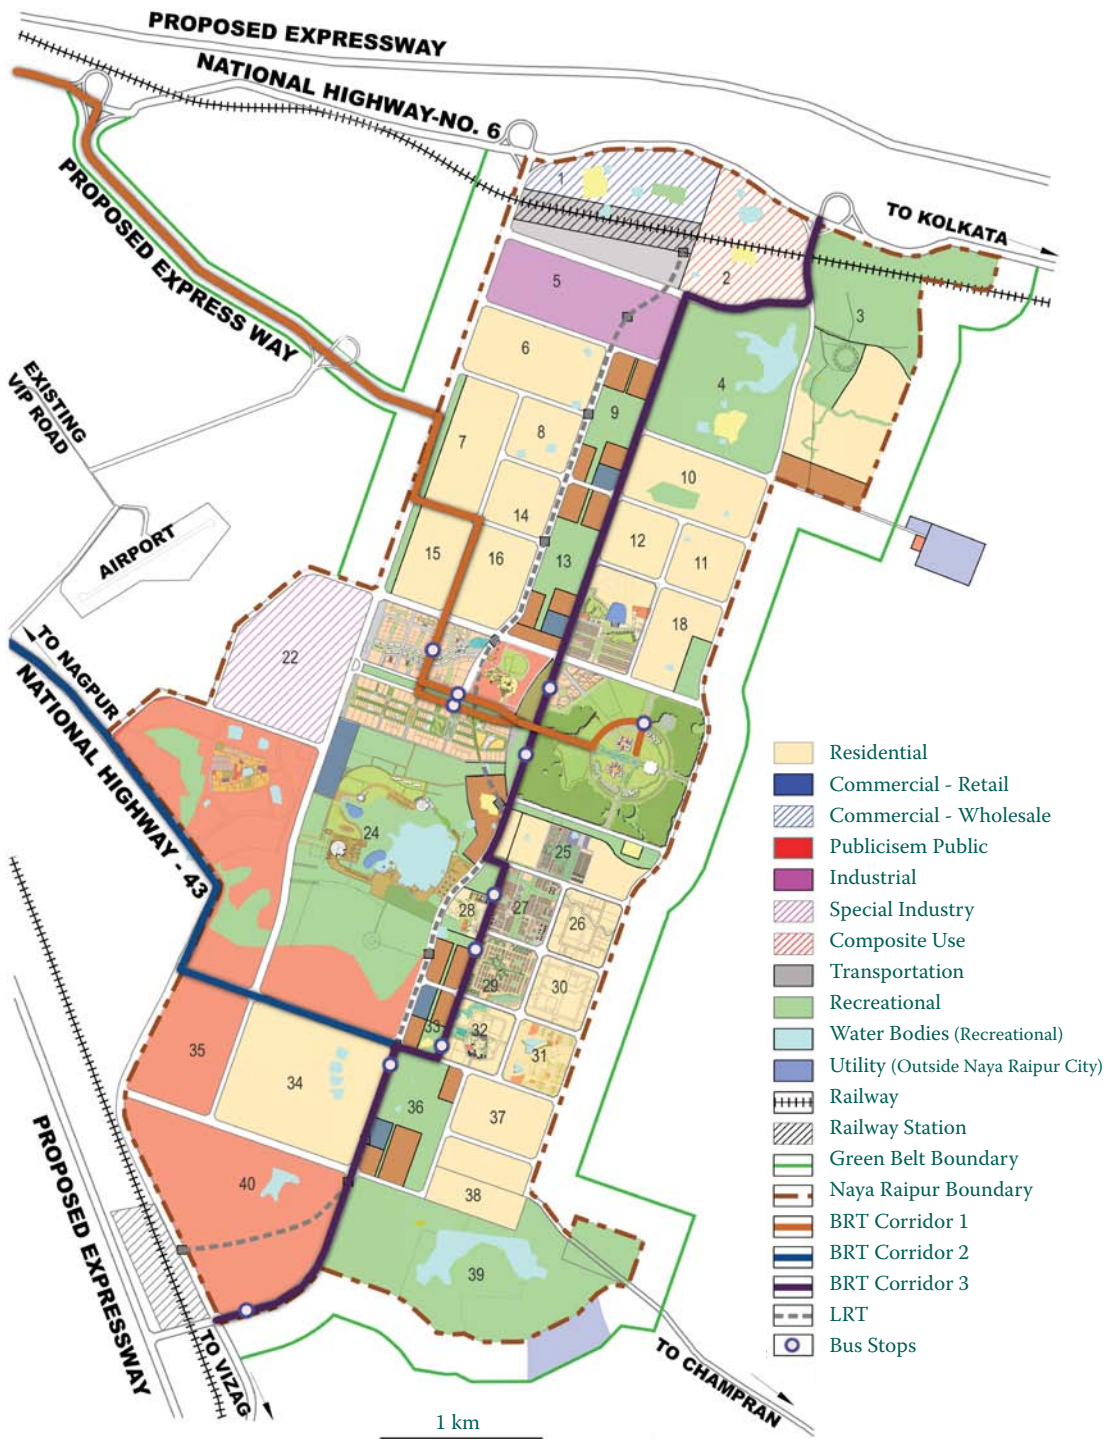 PROPOSED EXPRESSWAY
NATIONAL HIGHWAY-NO. 6
PROPOSED EXPRESS WAY
TO KOLKATA
EXISTING
VIP ROAD
AIRPORT
TO NAGPUR
NATIONAL HIGHWAY - 43
PROPOSED EXPRESSWAY
TO VIZAG
TO CHAMPRAN
1
2
3
4
5
6
7
8
9
10
11
12
13
14
15
16
18
22
24
25
26
27
28
29
30
31
32
33
34
35
36
37
38
39
40
Residential
Commercial - Retail
Commercial - Wholesale
Publicisem Public
Industrial
Special Industry
Composite Use
Transportation
Recreational
Water Bodies (Recreational)
Utility (Outside Naya Raipur City)
Railway
Railway Station
Green Belt Boundary
Naya Raipur Boundary
BRT Corridor 1
BRT Corridor 2
BRT Corridor 3
LRT
Bus Stops
1 km